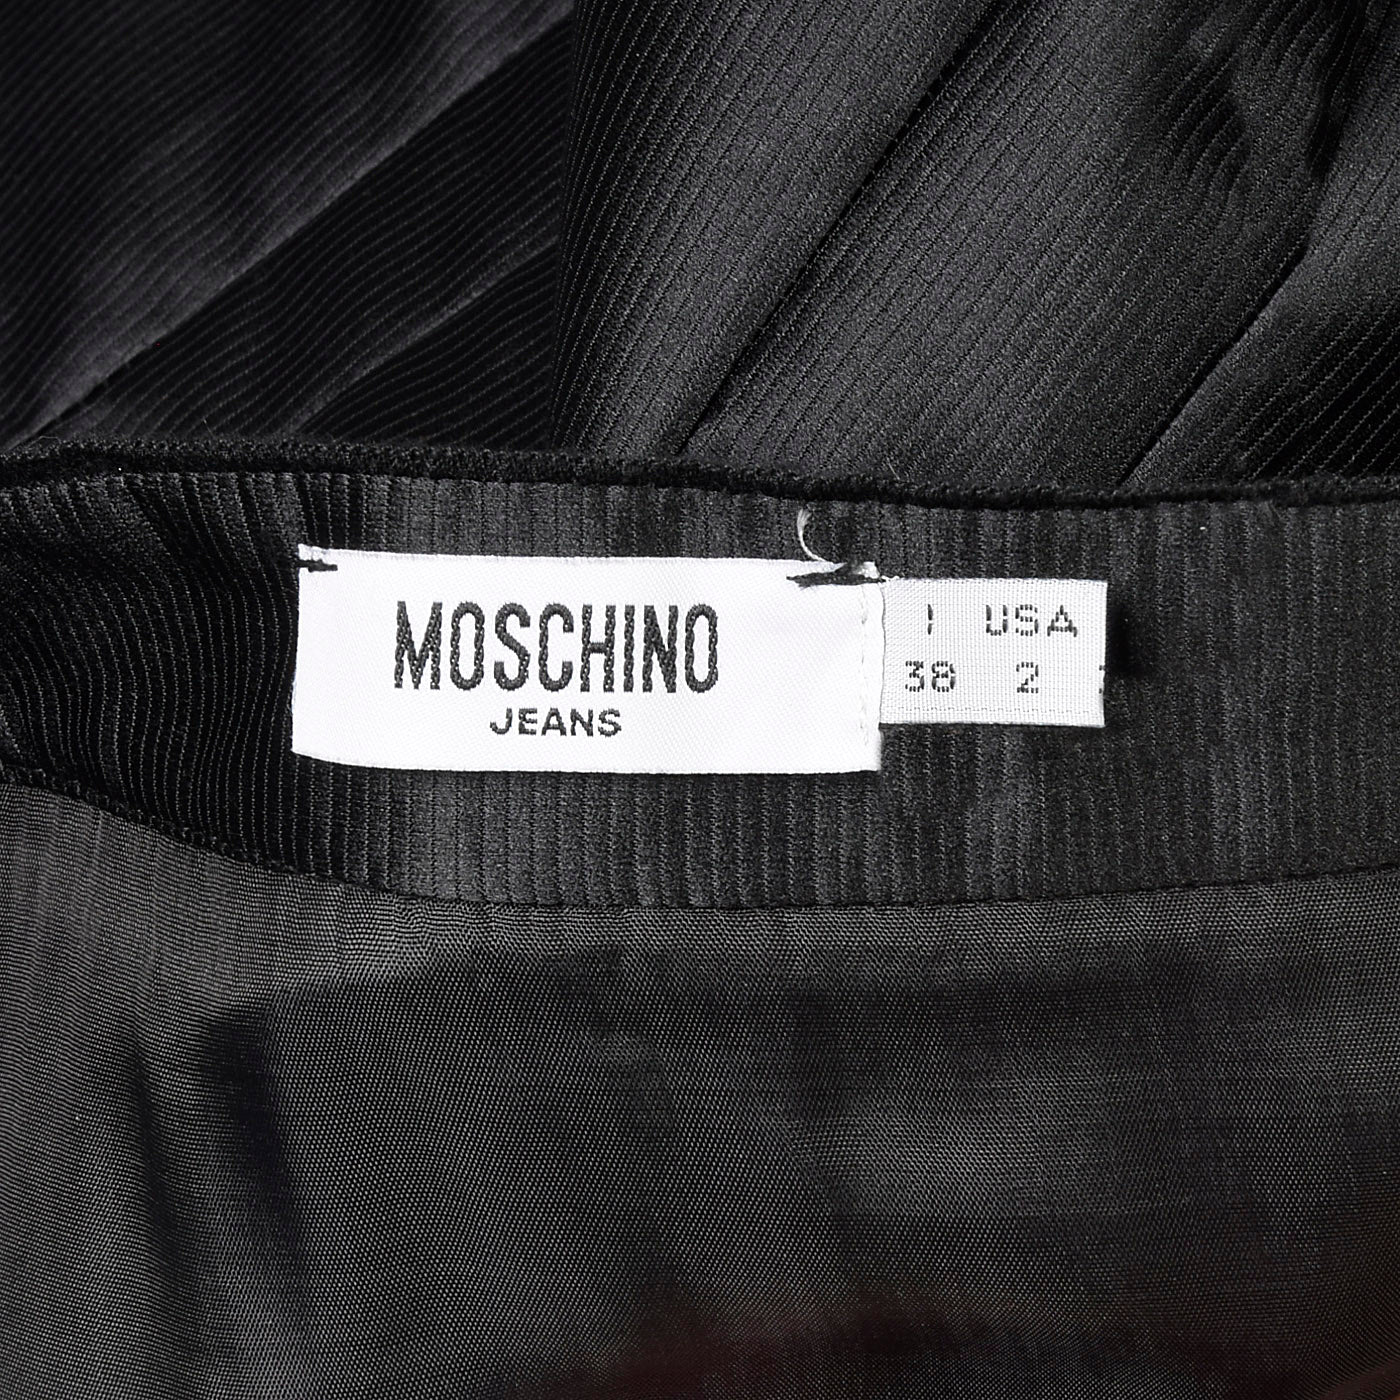 MOSCHINO
JEANS
I USA
38 2